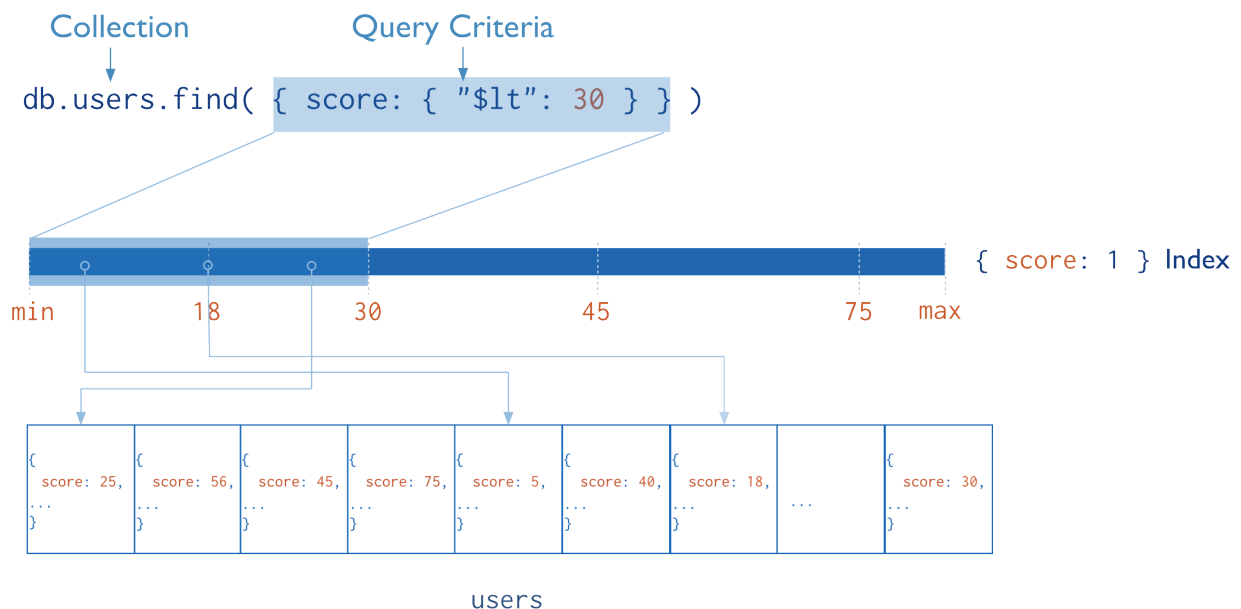 Collection Query Criteria
db.users.find( { score: { "$lt": 30 } } )
{ score: 1 } Index
min 18 30 45 75 max
{ { { { { { { {
score: 25, score: 56, score: 45, score: 75, score: 5, score: 40, score: 18, score: 30,
... ... ... ... ... ... ... ... ...
} } } } } } } }
users